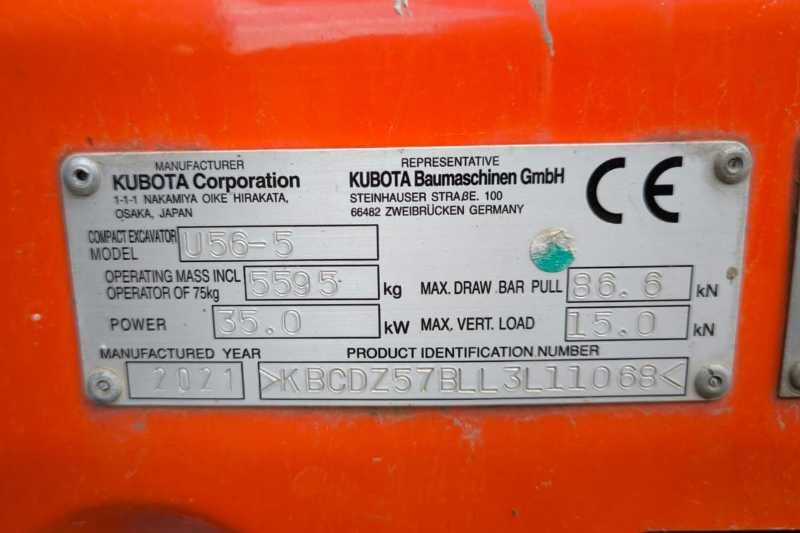 MANUFACTURER
KUBOTA Corporation
1-1-1 NAKAMIYA OIKE HIRAKATA,
OSAKA, JAPAN
REPRESENTATIVE
KUBOTA Baumaschinen GmbH
STEINHAUSER STRAßE. 100
66482 ZWEIBRÜCKEN GERMANY
CE
COMPACT EXCAVATOR
MODEL U56-5
OPERATING MASS INCL
OPERATOR OF 75kg 5595 kg
MAX. DRAW BAR PULL 86.6 kN
POWER 35.0 kW
MAX. VERT. LOAD 15.0 kN
MANUFACTURED YEAR
2021
PRODUCT IDENTIFICATION NUMBER
>KBCDZ57BLL3L11068<